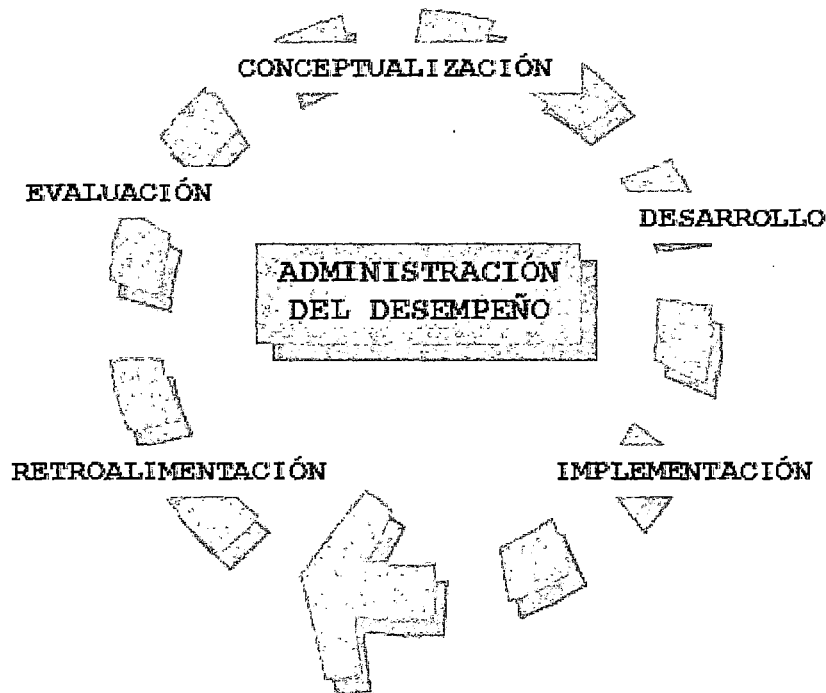 CONCEPTUALIZACIÓN
EVALUACIÓN
DESARROLLO
ADMINISTRACIÓN
DEL DESEMPEÑO
RETROALIMENTACIÓN
IMPLEMENTACIÓN